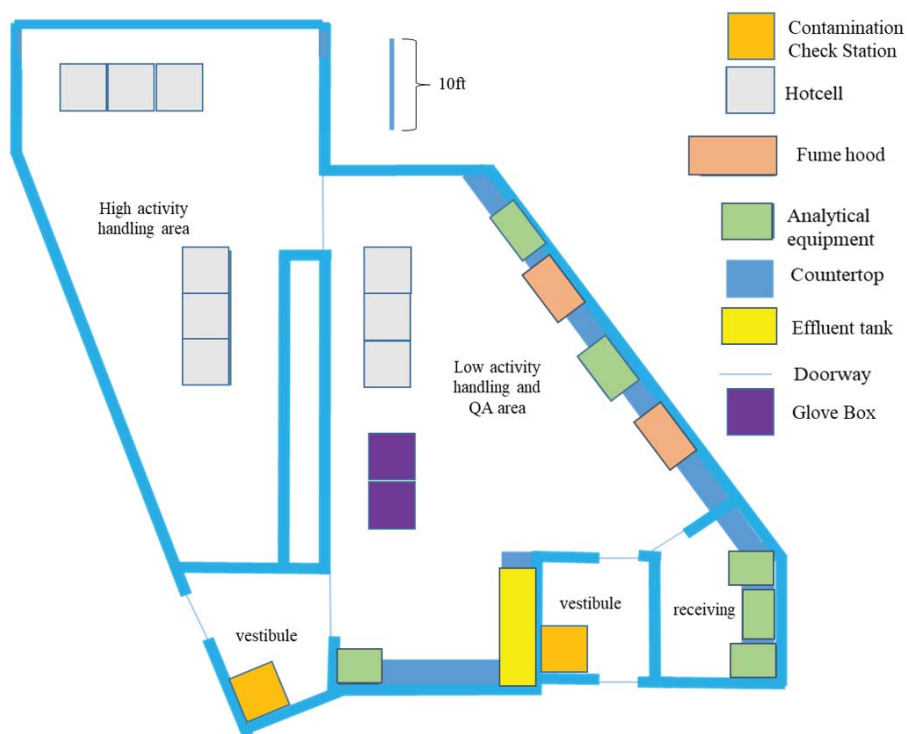 10ft
Contamination
Check Station
Hotcell
Fume hood
Analytical
equipment
Countertop
Effluent tank
Doorway
Glove Box
High activity
handling area
Low activity
handling and
QA area
vestibule
vestibule
receiving